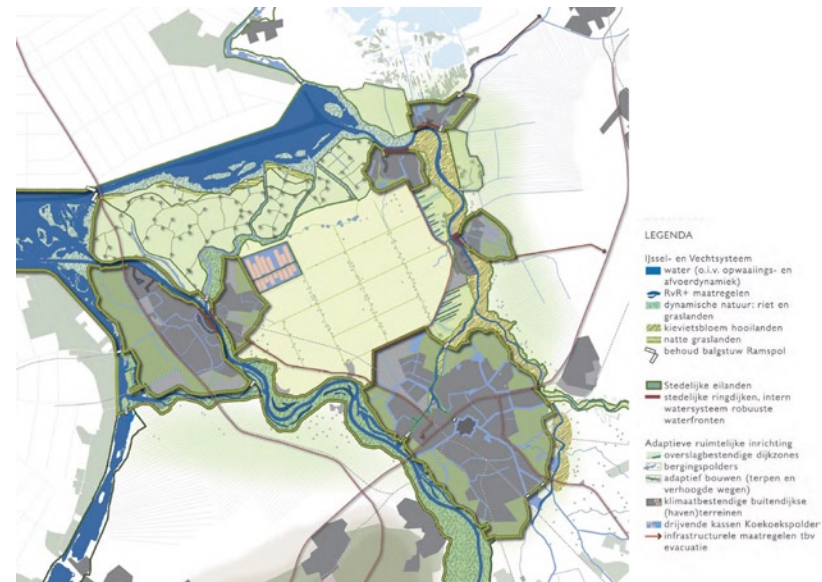 LEGENDA
IJssel- en Vechtsysteem
water (o.i.v. opwaaiings- en
afvoerdynamiek)
RvR+ maatregelen
dynamische natuur: riet en
graslanden
kievietsbloem hooilanden
natte graslanden
behoud balgstuw Ramspol
Stedelijke eilanden
stedelijke ringdijken, intern
watersysteem robuuste
waterfronten
Adaptieve ruimtelijke inrichting
overslagbestendige dijkzones
bergingspolders
adaptief bouwen (terpen en
verhoogde wegen)
klimaatbestendige buitendijkse
(haven)terreinen
drijvende kassen Koekoekspolder
infrastructurele maatregelen tbv
evacuatie